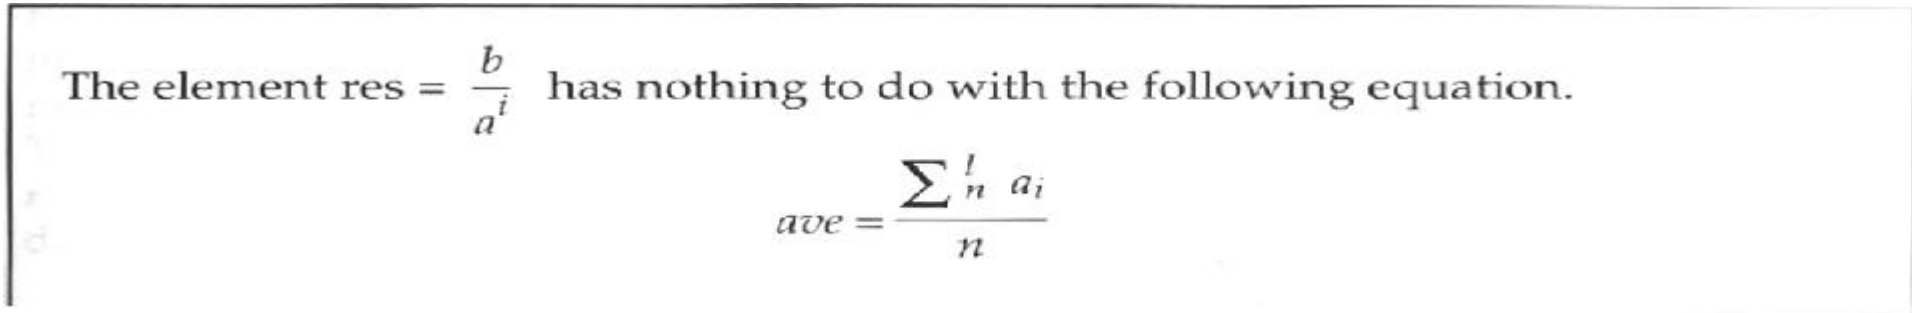 The element res = b/a^i has nothing to do with the following equation.
ave = ∑_n^l a_i / n